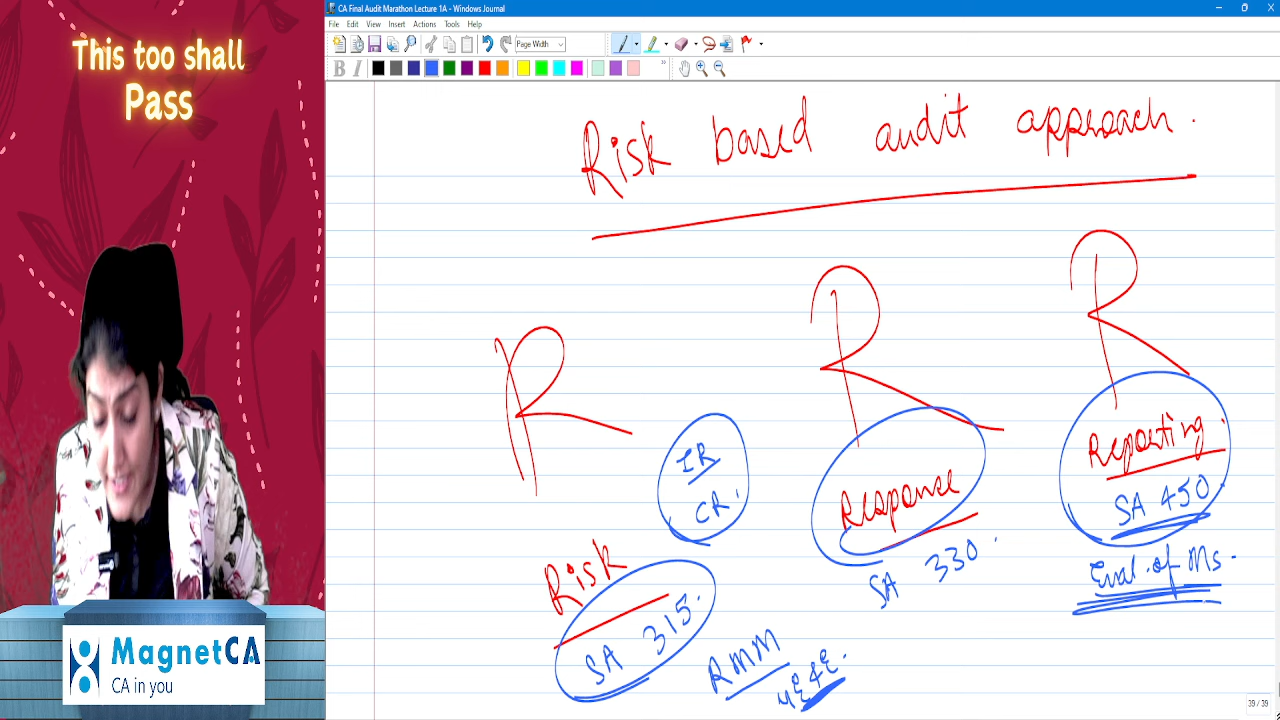 This too shall
Pass
MagnetCA
CA in you
CA Final Audit Marathon Lecture 1A - Windows Journal
File Edit View Insert Actions Tools Help
Page Width
B I
Risk based audit approach.
R R R
IR
CR.
Risk
SA 315.
RMM
Response
SA 330.
Reporting.
SA 450.
Eval. of Ms.
39 / 39